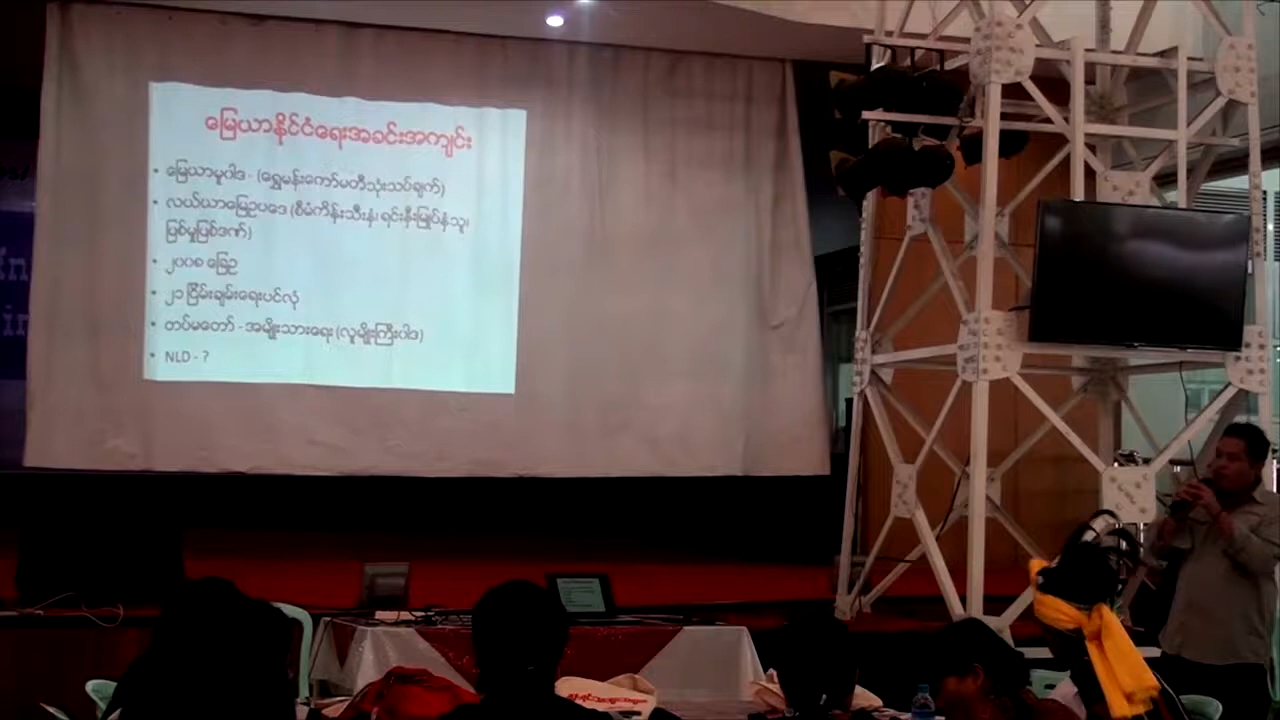 မြေယာနိုင်ငံရေးအခင်းအကျင်း
• မြေယာမူဝါဒ - (ရွှေမန်းကော်မတီသုံးသပ်ချက်)
• လယ်ယာမြေဥပဒေ (စီမံကိန်းသီးနှံ၊ ရင်းနှီးမြှုပ်နှံသူ၊
ပြစ်မှုပြစ်ဒဏ်)
• ၂၀၀၈ ခြေဥ
• ၂၁ ငြိမ်းချမ်းရေးပင်လုံ
• တပ်မတော် - အမျိုးသားရေး (လူမျိုးကြီးဝါဒ)
• NLD - ?